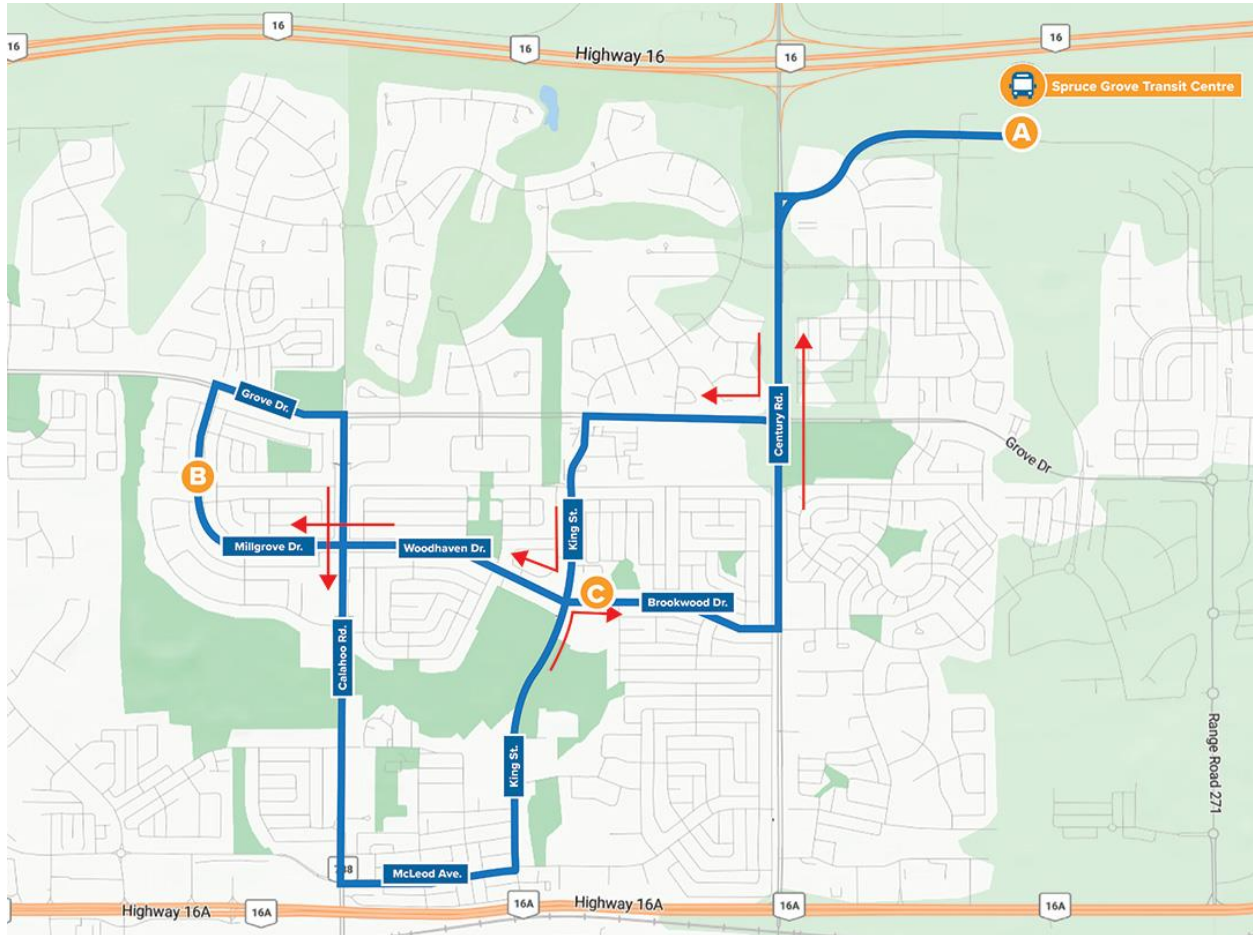 16
16
16
Highway 16
16
16
Spruce Grove Transit Centre
A
Grove Dr.
Century Rd.
Grove Dr
B
King St.
Millgrove Dr.
Woodhaven Dr.
C
Brookwood Dr.
Calahoo Rd.
King St.
Range Road 271
McLeod Ave.
Highway 16A
16A
16A
Highway 16A
16A
16A